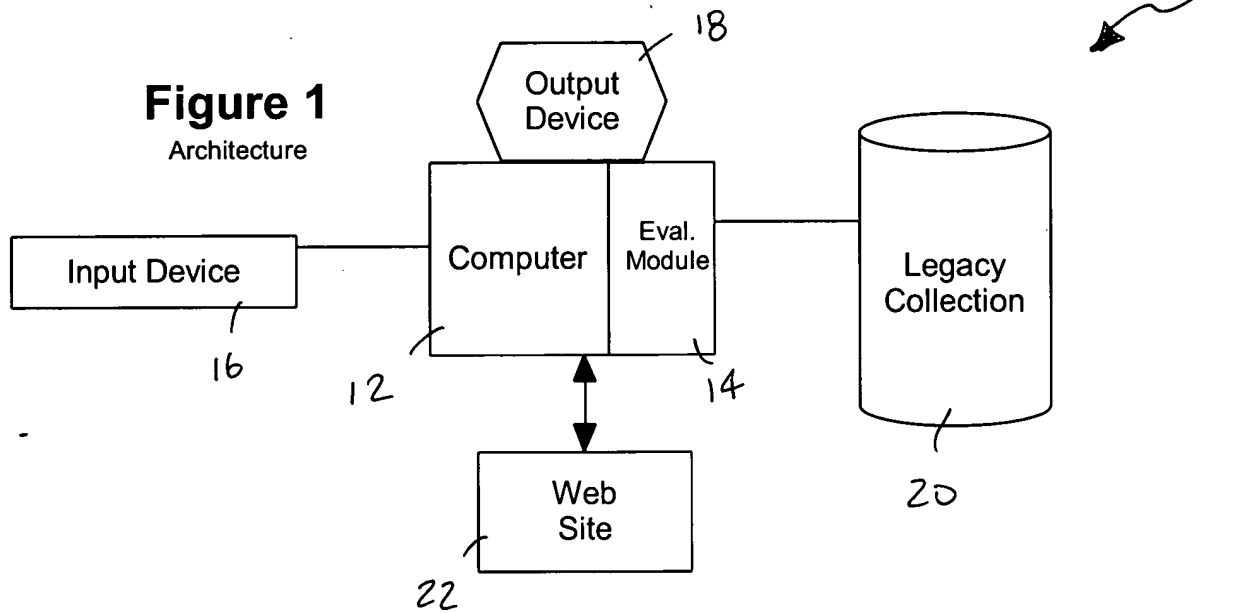 18
Output
Device
Figure 1
Architecture
Computer
Eval.
Module
Input Device
Legacy
Collection
16
12
14
20
Web
Site
22